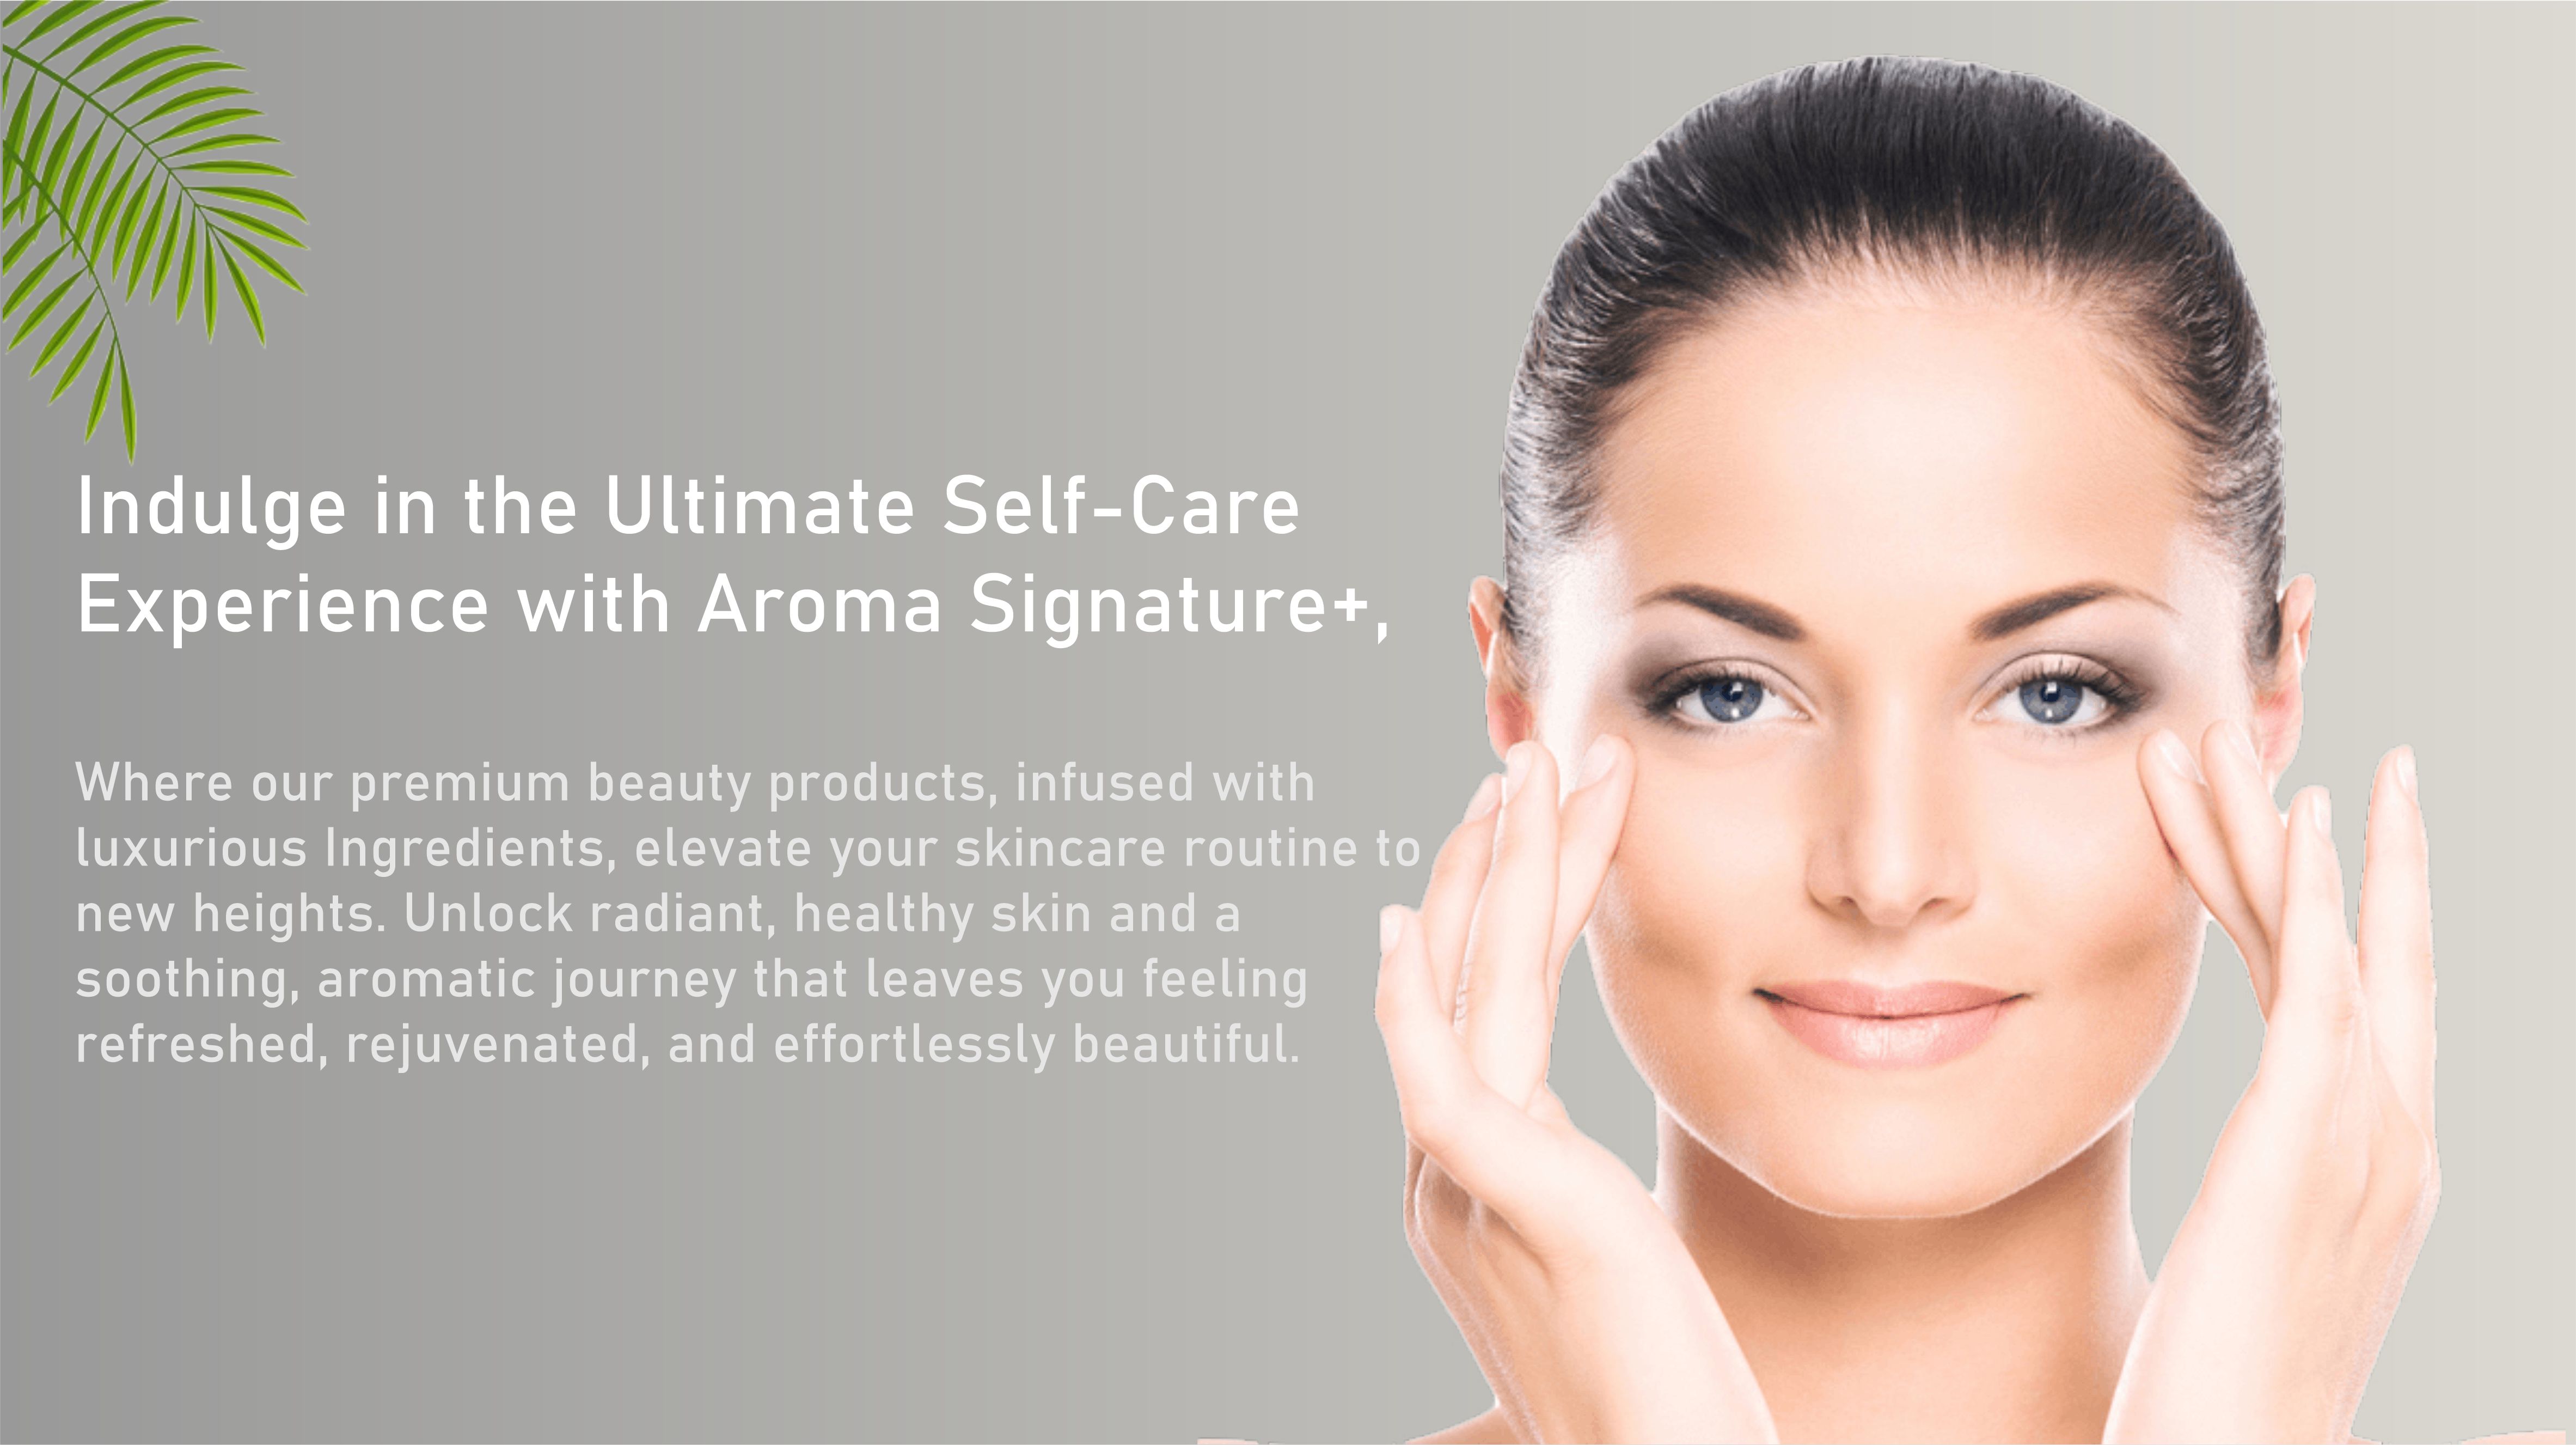 Indulge in the Ultimate Self-Care
Experience with Aroma Signature+,
Where our premium beauty products, infused with
luxurious Ingredients, elevate your skincare routine to
new heights. Unlock radiant, healthy skin and a
soothing, aromatic journey that leaves you feeling
refreshed, rejuvenated, and effortlessly beautiful.